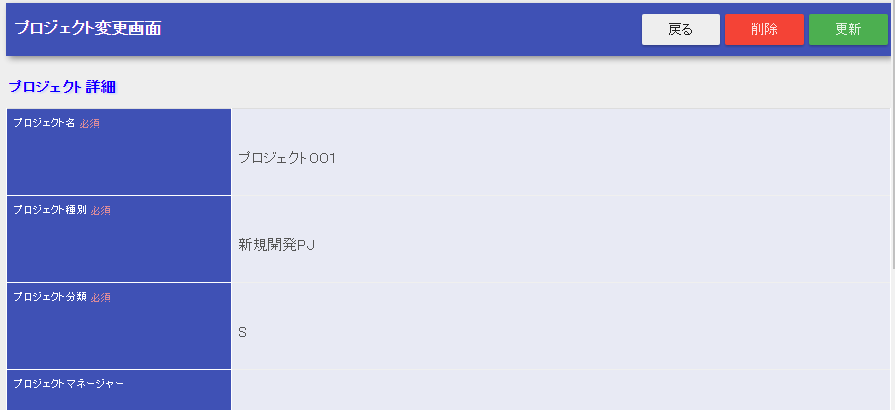 プロジェクト変更画面
戻る
削除
更新
プロジェクト詳細
プロジェクト名 必須
プロジェクト001
プロジェクト種別 必須
新規開発PJ
プロジェクト分類 必須
S
プロジェクトマネージャー